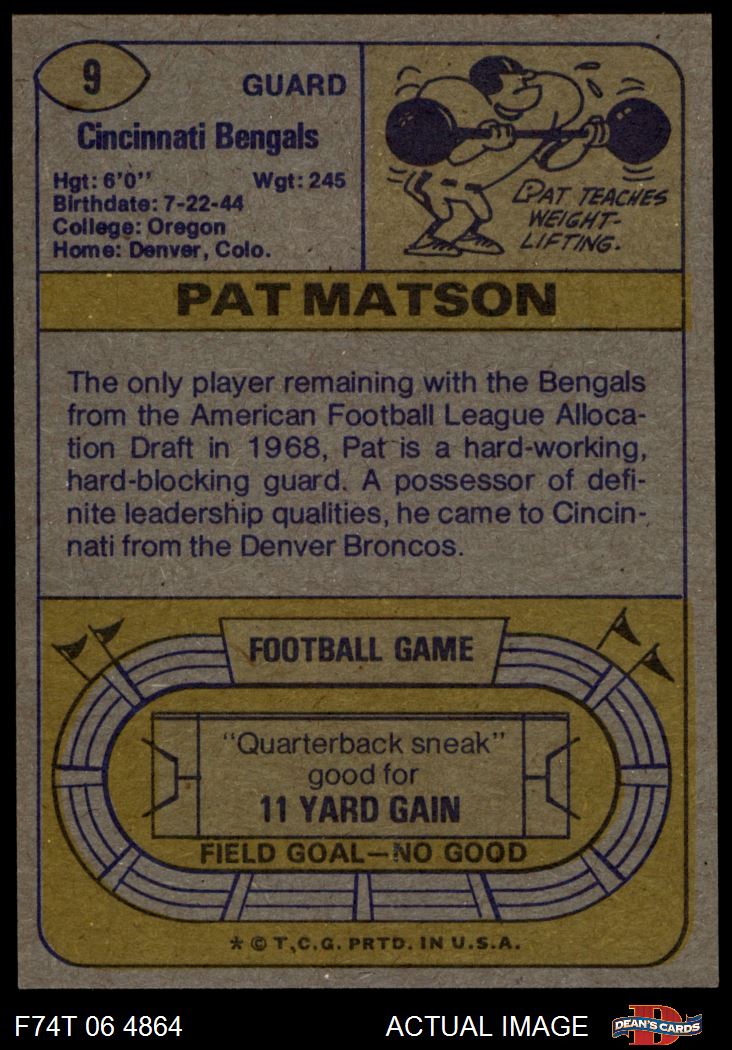 9
GUARD
Cincinnati Bengals
Hgt: 6'0" Wgt: 245
Birthdate: 7-22-44
College: Oregon
Home: Denver, Colo.
PAT TEACHES
WEIGHT-
LIFTING.
PAT MATSON
The only player remaining with the Bengals
from the American Football League Alloca-
tion Draft in 1968, Pat is a hard-working,
hard-blocking guard. A possessor of defi-
nite leadership qualities, he came to Cincin-
nati from the Denver Broncos.
FOOTBALL GAME
"Quarterback sneak"
good for
11 YARD GAIN
FIELD GOAL—NO GOOD
* © T.C.G. PRTD. IN U.S.A.
F74T 06 4864 ACTUAL IMAGE
D
DEAN'S CARDS